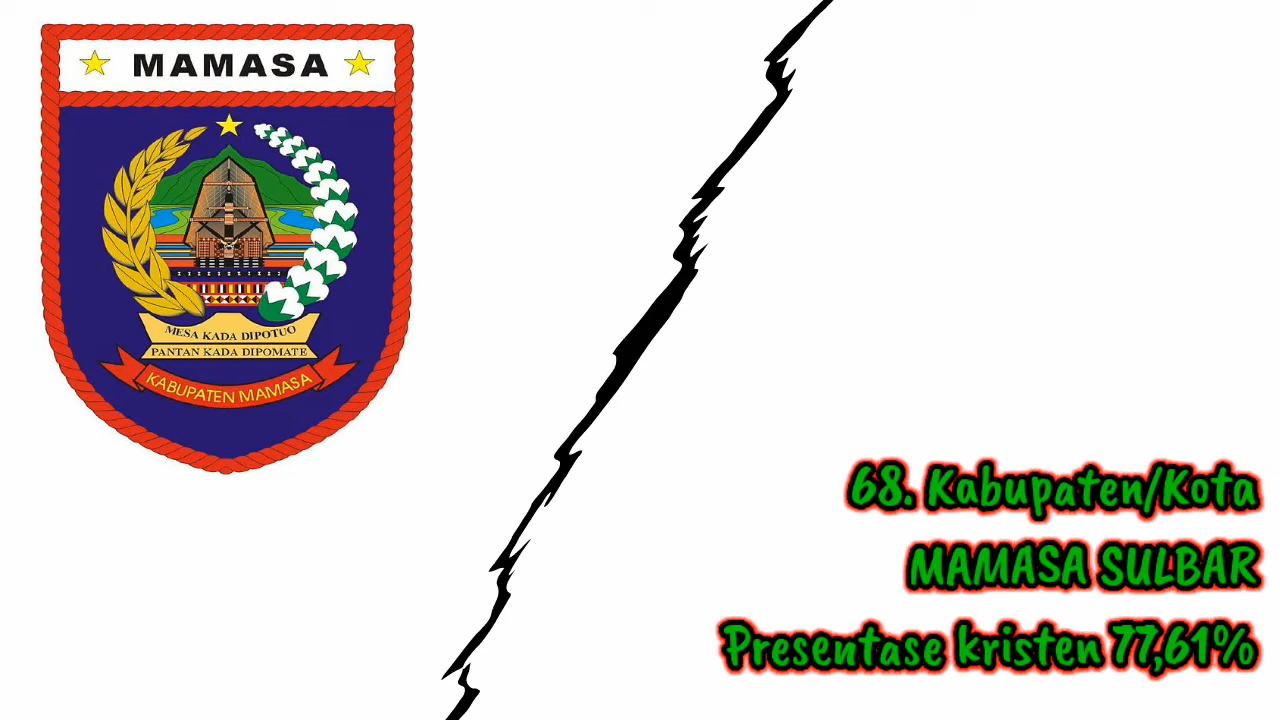 MAMASA
MESA KADA DIPOTUO
PANTAN KADA DIPOMATE
KABUPATEN MAMASA
68. Kabupaten/Kota
MAMASA SULBAR
Presentase kristen 77,61%